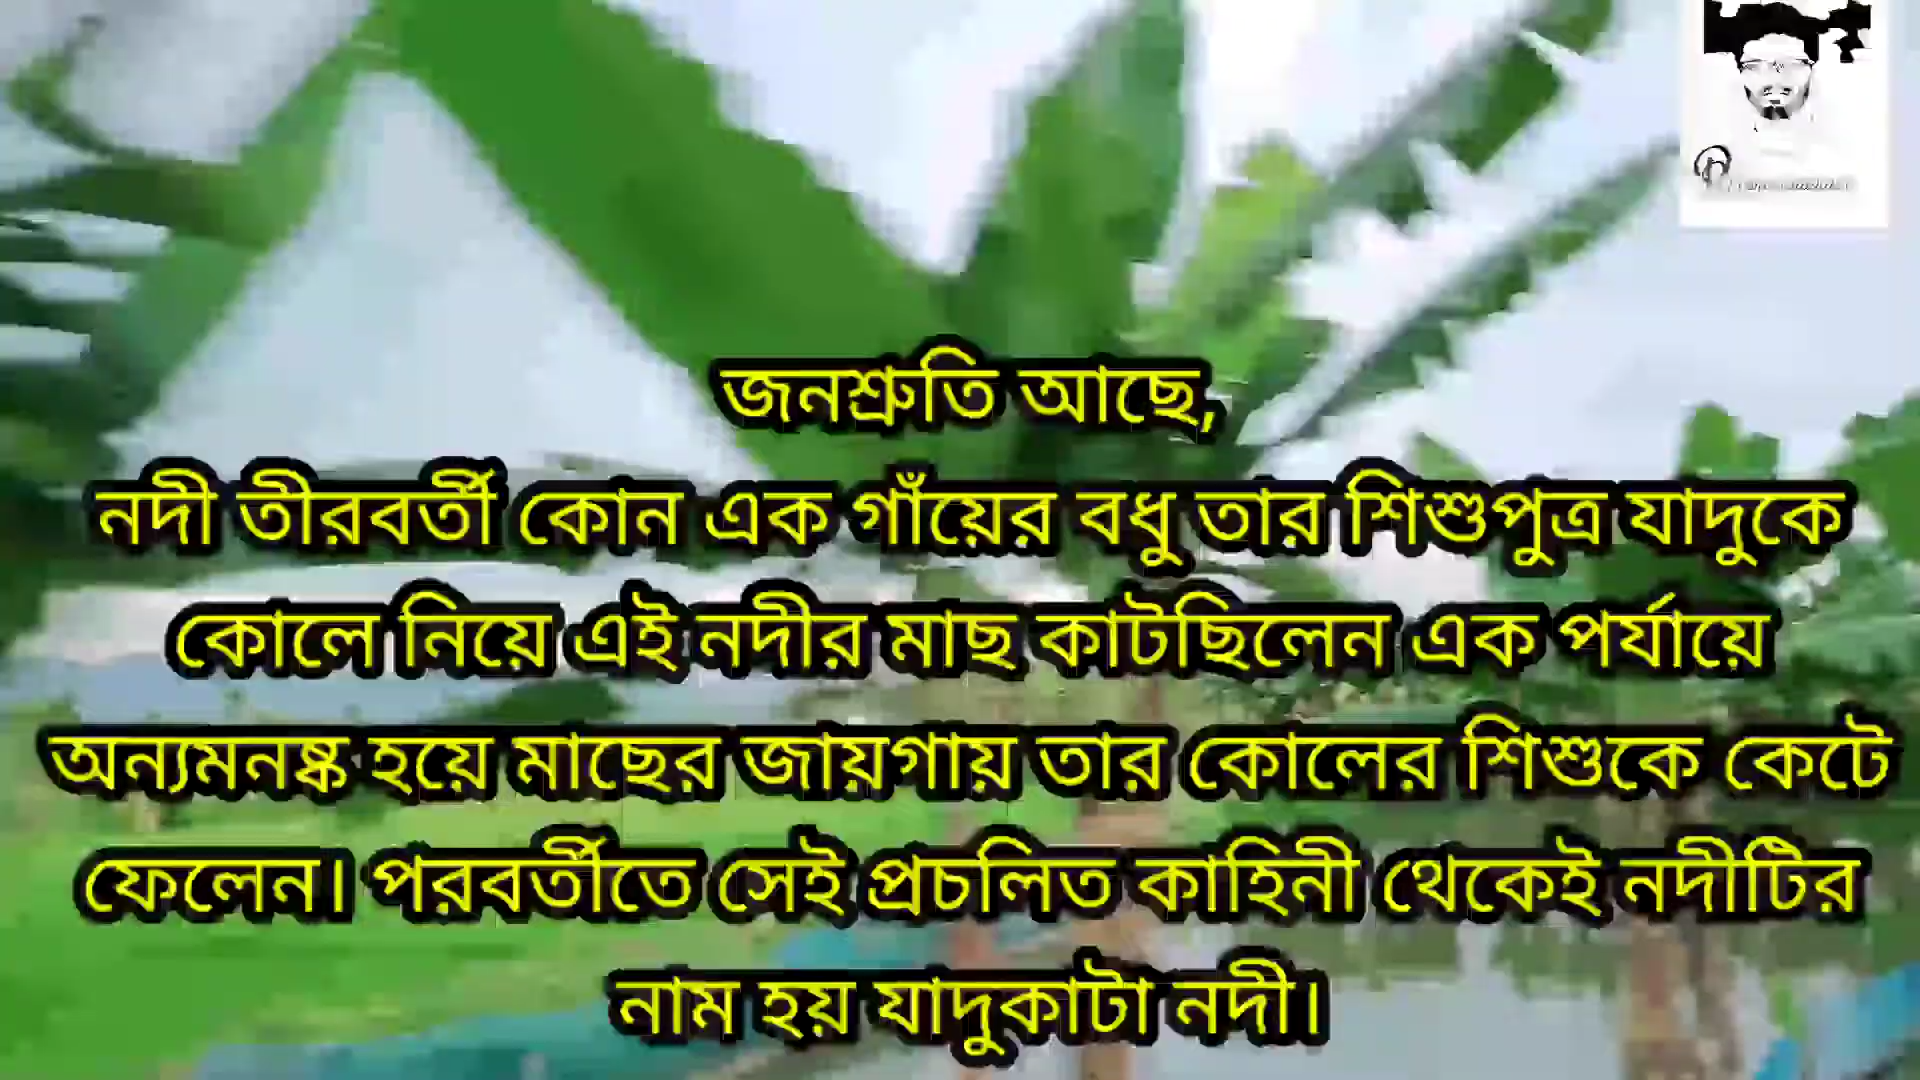 জনশ্রুতি আছে,
নদী তীরবর্তী কোন এক গাঁয়ের বধু তার শিশুপুত্র যাদুকে
কোলে নিয়ে এই নদীর মাছ কাটছিলেন এক পর্যায়ে
অন্যমনষ্ক হয়ে মাছের জায়গায় তার কোলের শিশুকে কেটে
ফেলেন। পরবর্তীতে সেই প্রচলিত কাহিনী থেকেই নদীটির
নাম হয় যাদুকাটা নদী।